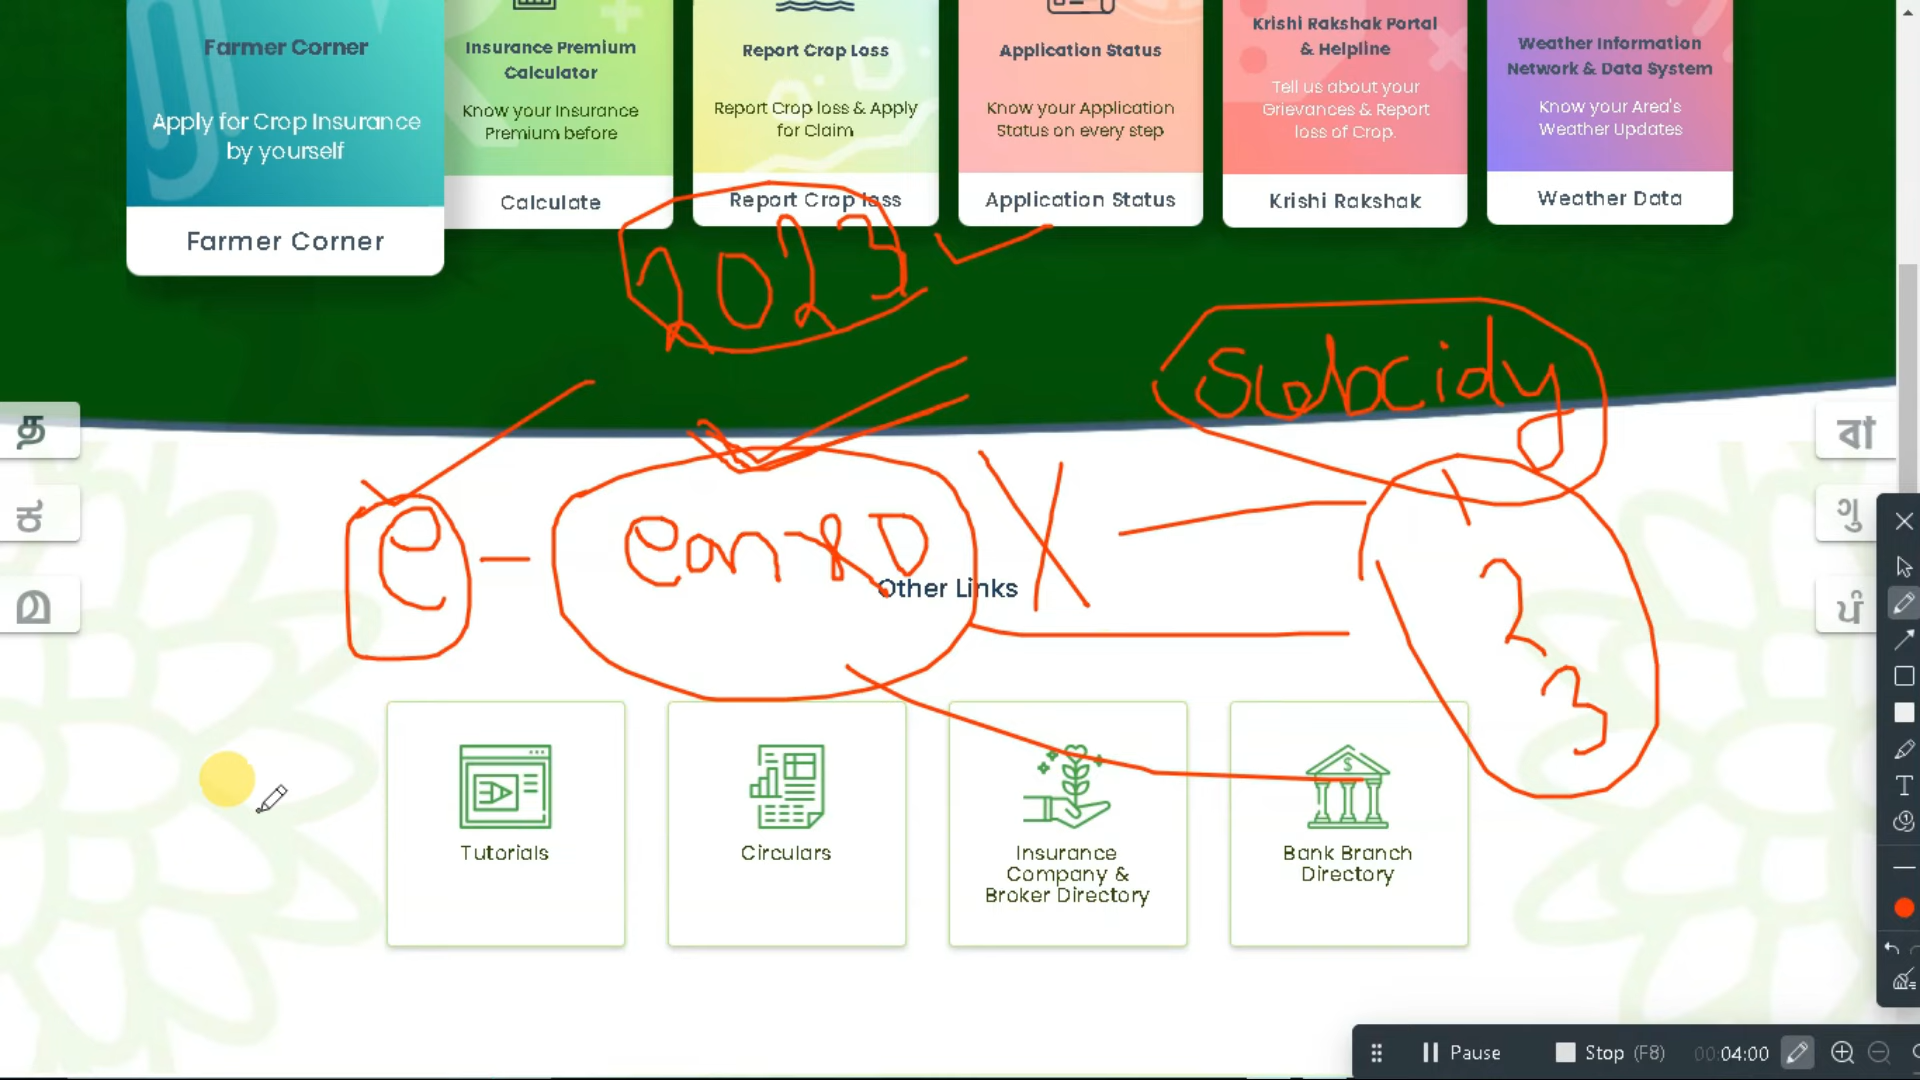 Farmer Corner
Apply for Crop Insurance
by yourself
Farmer Corner
Insurance Premium
Calculator
Know your Insurance
Premium before
Calculate
Report Crop Loss
Report Crop loss & Apply
for Claim
Report Crop loss
Application Status
Know your Application
Status on every step
Application Status
Krishi Rakshak Portal
& Helpline
Tell us about your
Grievances & Report
loss of Crop.
Krishi Rakshak
Weather Information
Network & Data System
Know your Area's
Weather Updates
Weather Data
2023
Subcidy
த
ಕ
മ
বা
ગુ
ਪੰ
e -
X
1
2
3
Other Links
Tutorials
Circulars
Insurance
Company &
Broker Directory
Bank Branch
Directory
T
Pause
Stop (F8)
00:04:00